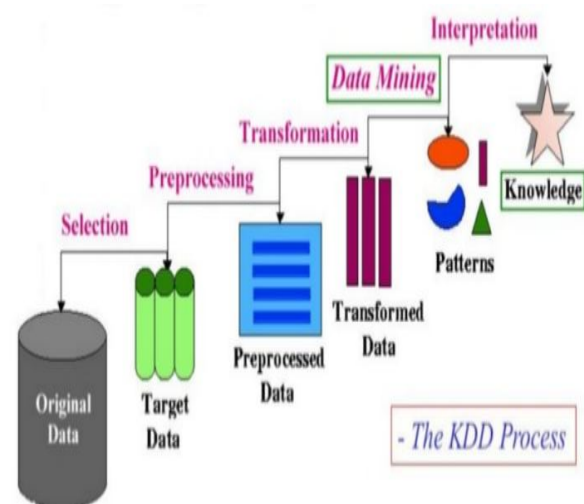 Interpretation
Data Mining
Transformation
Preprocessing
Knowledge
Selection
Patterns
Transformed
Data
Preprocessed
Data
Target
Data
Original
Data
- The KDD Process